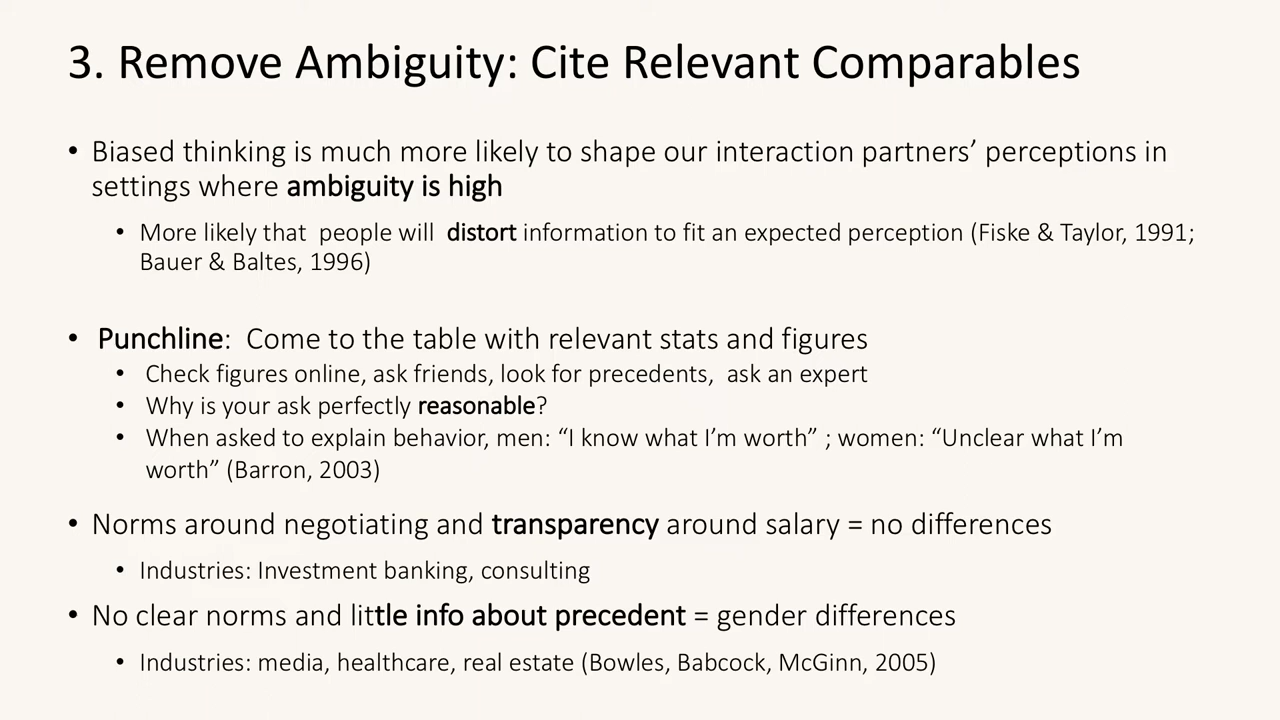 3. Remove Ambiguity: Cite Relevant Comparables
• Biased thinking is much more likely to shape our interaction partners’ perceptions in
settings where ambiguity is high
• More likely that  people will  distort information to fit an expected perception (Fiske & Taylor, 1991;
Bauer & Baltes, 1996)
• Punchline:  Come to the table with relevant stats and figures
• Check figures online, ask friends, look for precedents,  ask an expert
• Why is your ask perfectly reasonable?
• When asked to explain behavior, men: “I know what I’m worth” ; women: “Unclear what I’m
worth” (Barron, 2003)
• Norms around negotiating and transparency around salary = no differences
• Industries: Investment banking, consulting
• No clear norms and little info about precedent = gender differences
• Industries: media, healthcare, real estate (Bowles, Babcock, McGinn, 2005)